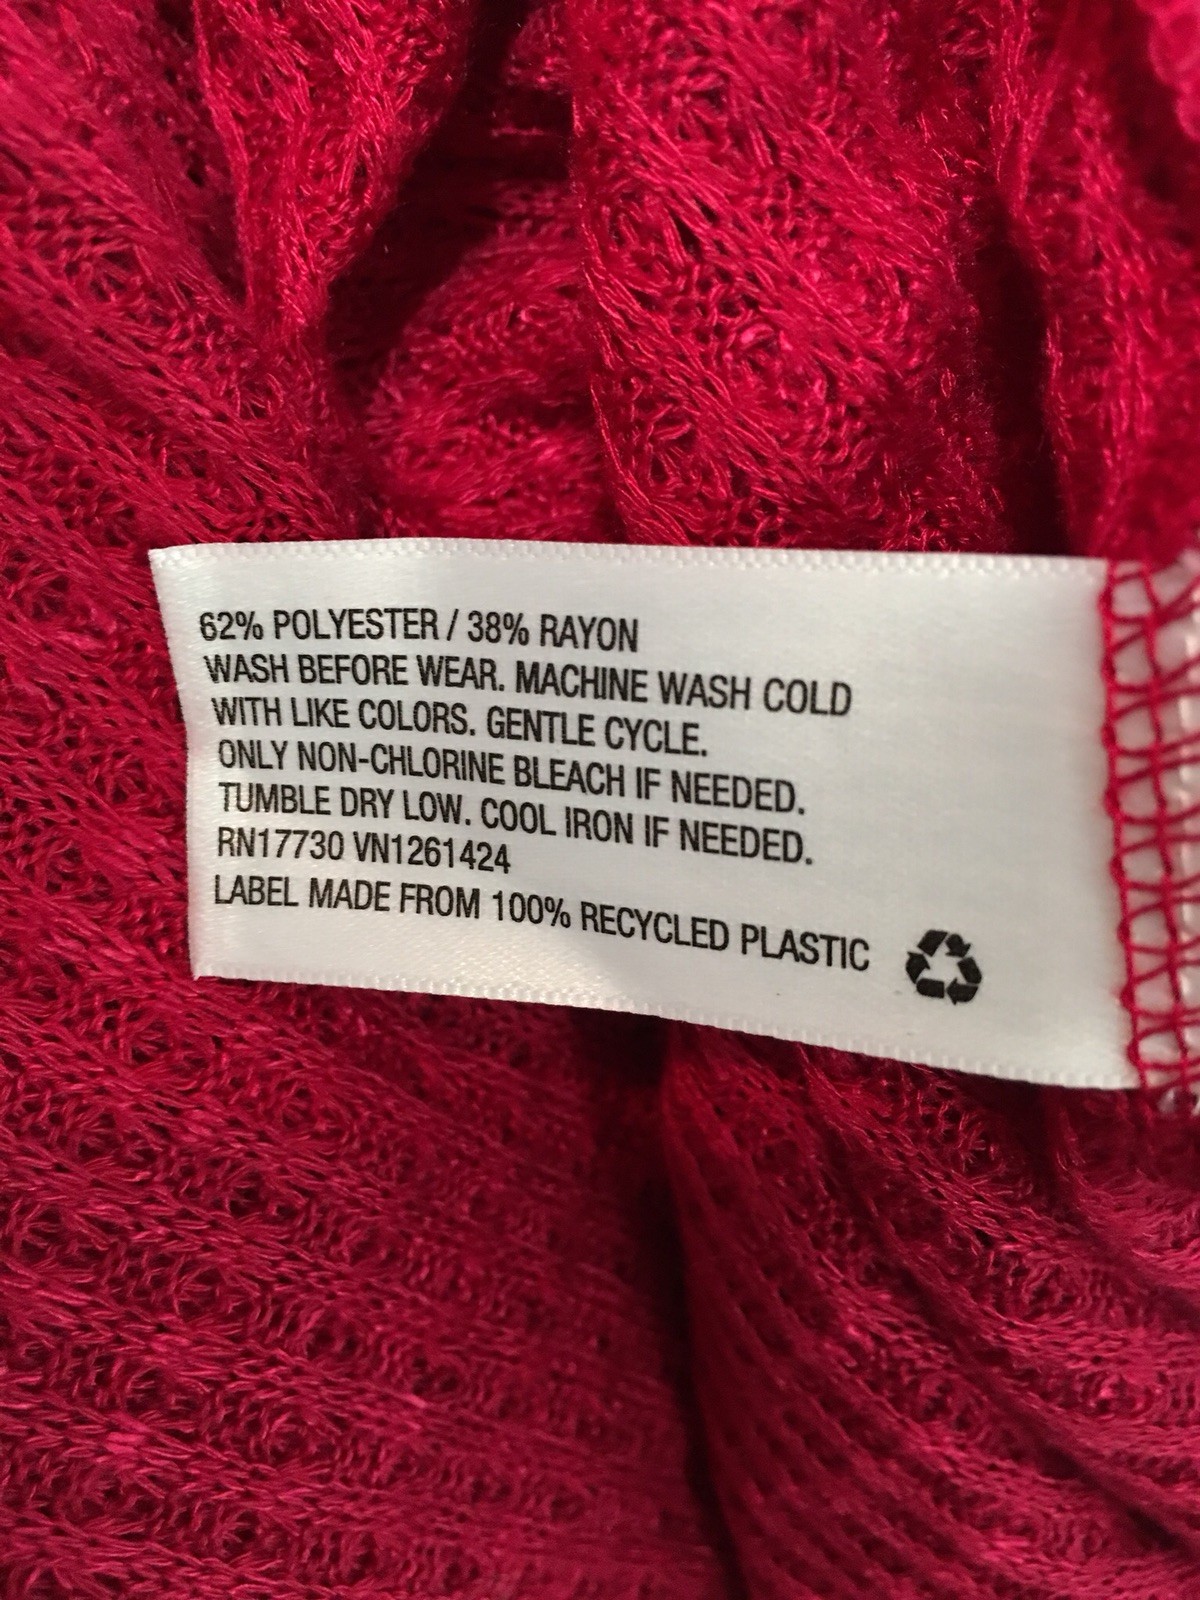 62% POLYESTER / 38% RAYON
WASH BEFORE WEAR. MACHINE WASH COLD
WITH LIKE COLORS. GENTLE CYCLE.
ONLY NON-CHLORINE BLEACH IF NEEDED.
TUMBLE DRY LOW. COOL IRON IF NEEDED.
RN17730 VN1261424
LABEL MADE FROM 100% RECYCLED PLASTIC